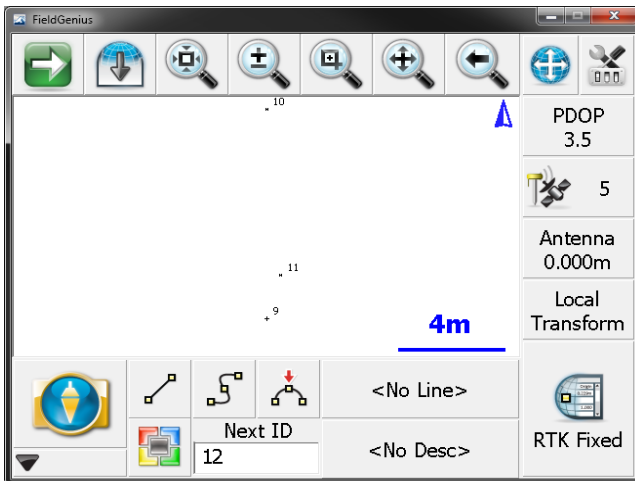 FieldGenius
PDOP
3.5
5
Antenna
0.000m
Local
Transform
RTK Fixed
10
11
9
4m
<No Line>
Next ID
12
<No Desc>